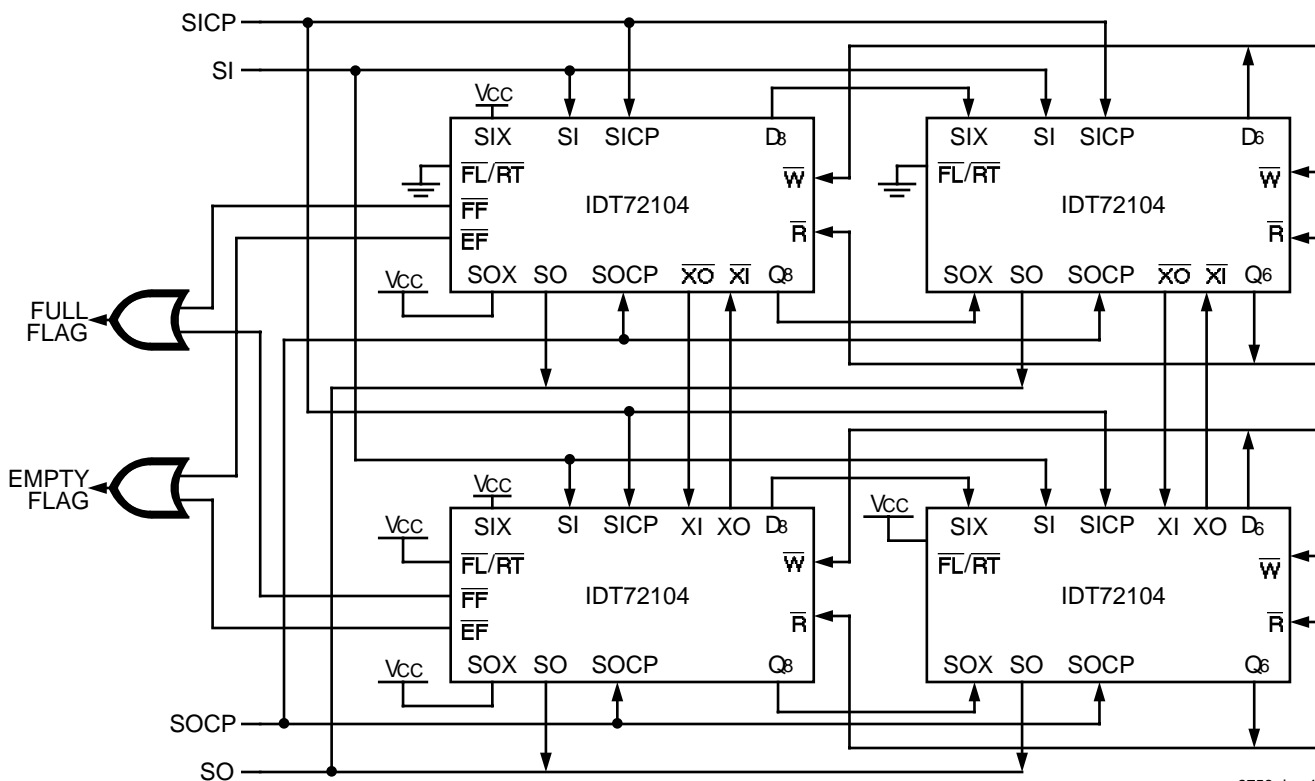 SICP
SI
VCC
SIX SI SICP D8
FL/RT
W
FF
IDT72104
R
EF
SOX SO SOCP XO XI Q8
VCC
SIX SI SICP D6
FL/RT
W
IDT72104
R
SOX SO SOCP XO XI Q6
FULL
FLAG
EMPTY
FLAG
VCC
SIX SI SICP XI XO D8
VCC
FL/RT
W
FF
IDT72104
R
EF
SOX SO SOCP Q8
VCC
VCC
SIX SI SICP XI XO D6
FL/RT
W
IDT72104
R
SOX SO SOCP Q6
SOCP
SO